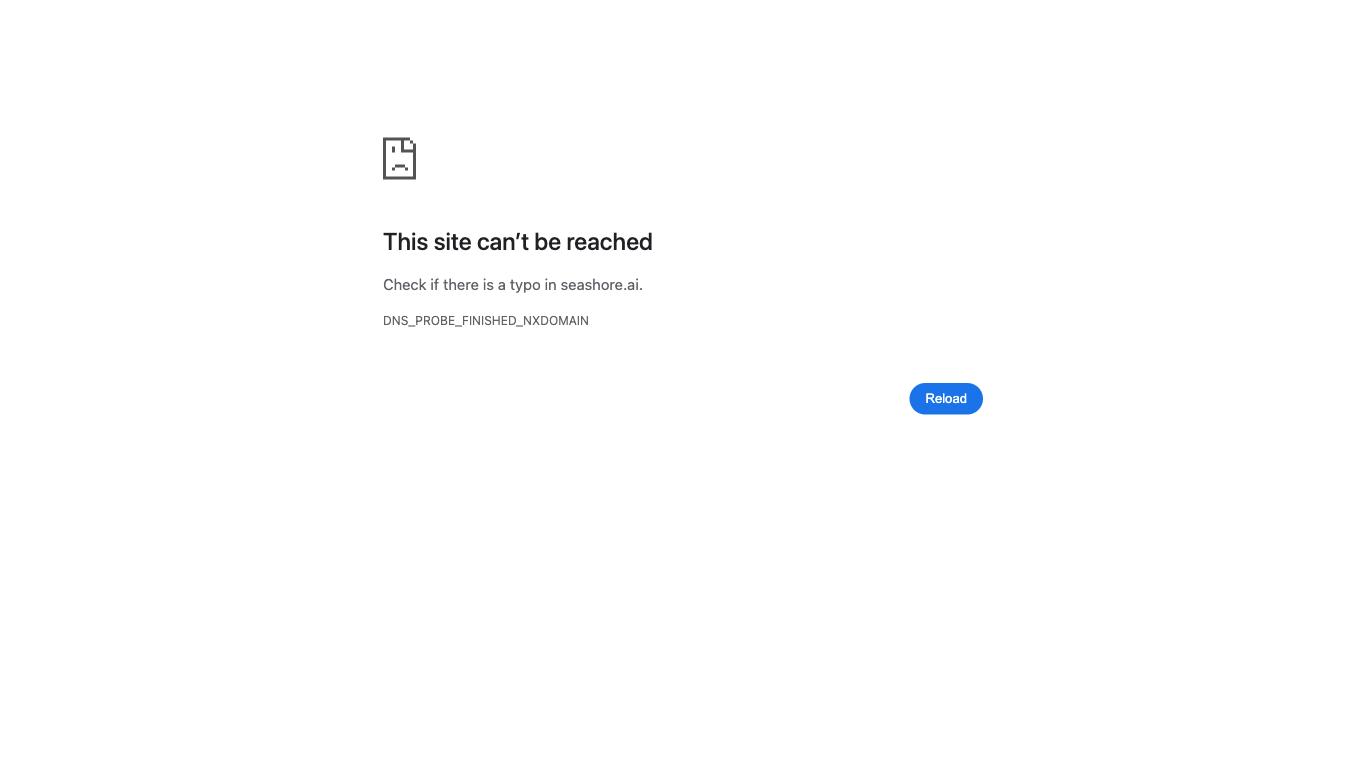 This site can’t be reached
Check if there is a typo in seashore.ai.
DNS_PROBE_FINISHED_NXDOMAIN
Reload